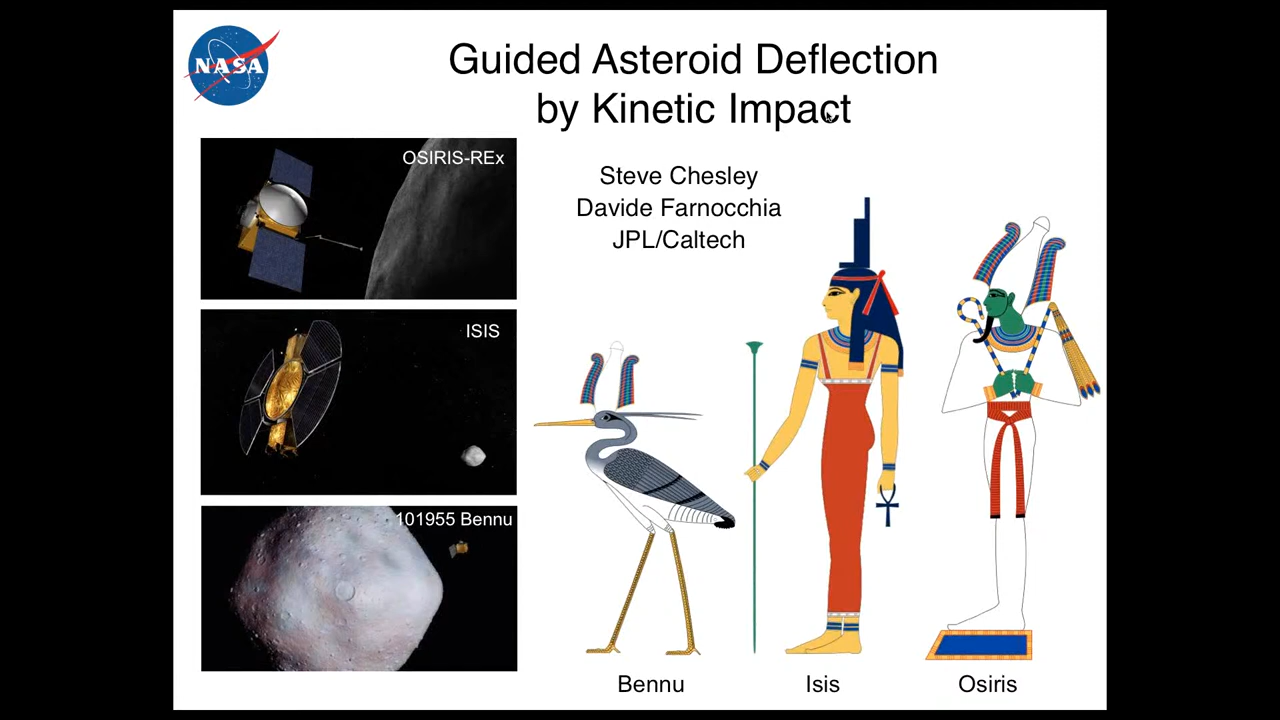 NASA
Guided Asteroid Deflection
by Kinetic Impact
Steve Chesley
Davide Farnocchia
JPL/Caltech
OSIRIS-REx
ISIS
101955 Bennu
Bennu
Isis
Osiris